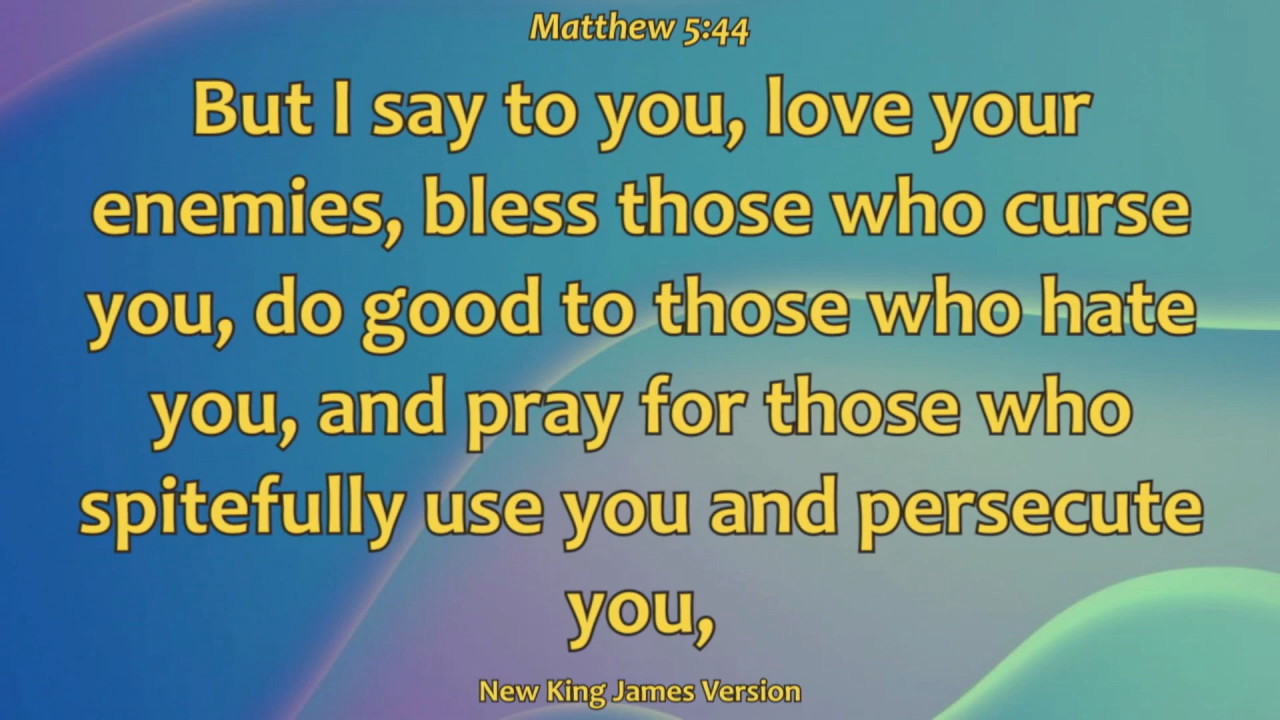 Matthew 5:44
But I say to you, love your
enemies, bless those who curse
you, do good to those who hate
you, and pray for those who
spitefully use you and persecute
you,
New King James Version